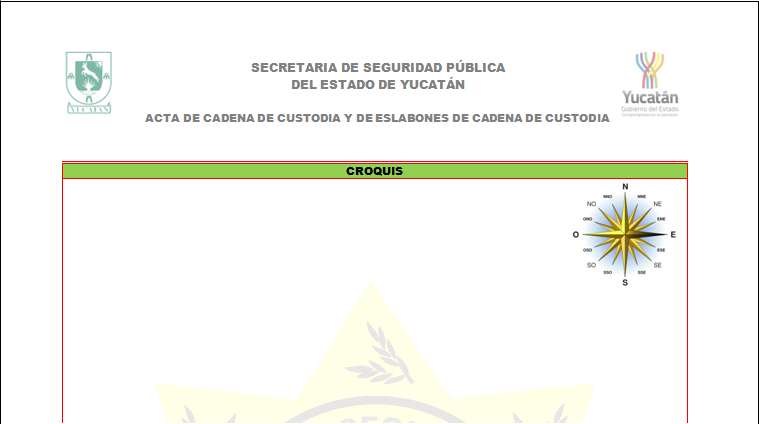 SECRETARIA DE SEGURIDAD PÚBLICA
DEL ESTADO DE YUCATÁN
YUCATAN
Yucatán
Gobierno del Estado
ACTA DE CADENA DE CUSTODIA Y DE ESLABONES DE CADENA DE CUSTODIA
CROQUIS
N
NNO NNE
NO NE
ONO ENE
O E
OSO ESE
SO SE
SSO SSE
S